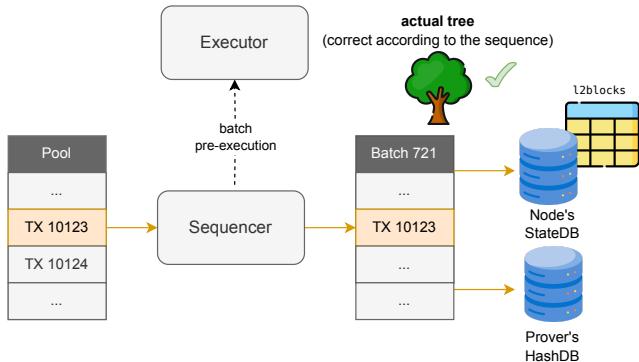 actual tree
(correct according to the sequence)
Executor
l2blocks
batch
pre-execution
Pool
...
TX 10123
TX 10124
...
Sequencer
Batch 721
...
TX 10123
...
...
Node's
StateDB
Prover's
HashDB